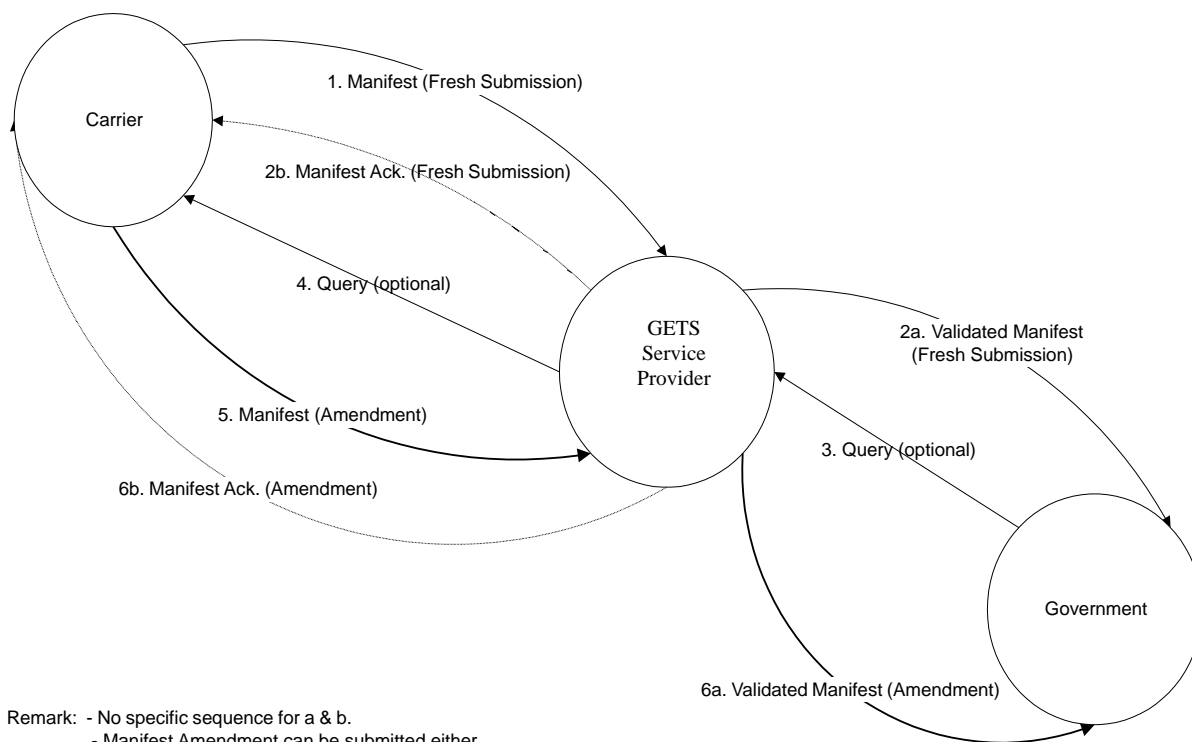 1. Manifest (Fresh Submission)
Carrier
2b. Manifest Ack. (Fresh Submission)
4. Query (optional)
GETS
Service
Provider
2a. Validated Manifest
(Fresh Submission)
5. Manifest (Amendment)
3. Query (optional)
6b. Manifest Ack. (Amendment)
Government
6a. Validated Manifest (Amendment)
Remark: - No specific sequence for a & b.
- Manifest Amendment can be submitted either